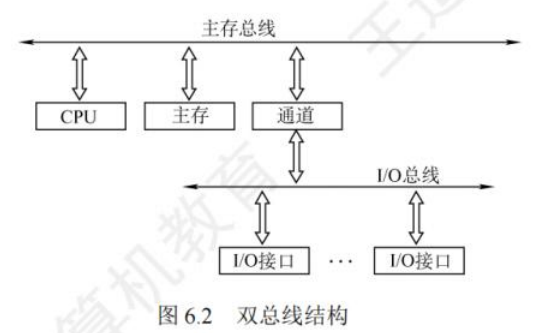 主存总线
CPU
主存
通道
I/O总线
I/O接口 ··· I/O接口
图 6.2 双总线结构
王道
算机教育